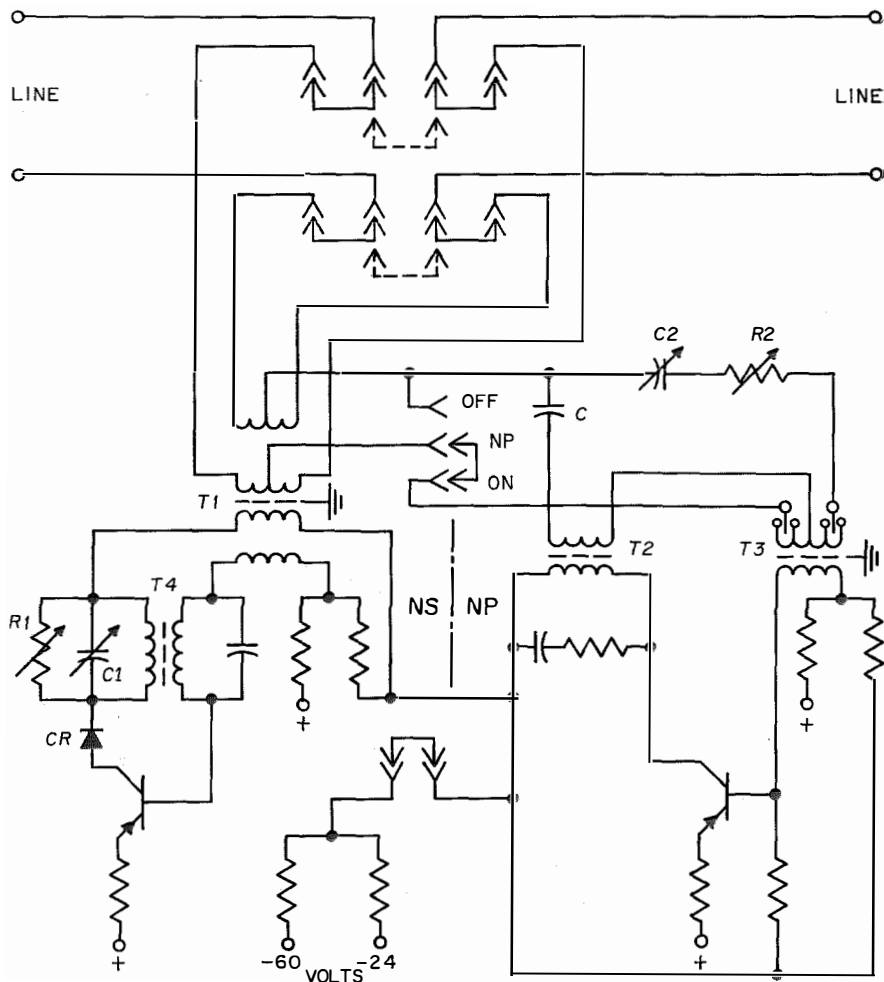 LINE
LINE
C2
R2
OFF
C
NP
ON
T1
T2
T3
T4
NS
NP
R1
C1
+
CR
+
+
+
-60
VOLTS
-24